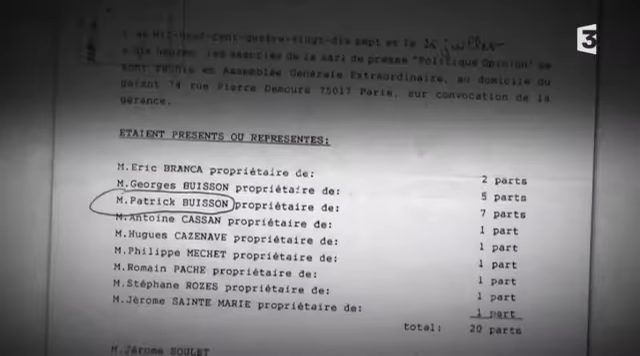 3
mil-neuf-cent-quatre-vingt-dix sept et le 24 juillet
a dix heures, les associés de la sarl de presse "Politique Opinion" se
sont réunis en Assemblée Générale Extraordinaire, au domicile du
gérant 74 rue Pierre Demours 75017 Paris, sur convocation de la
gérance.
ETAIENT PRESENTS OU REPRESENTES:
M.Eric BRANCA propriétaire de: 2 parts
M.Georges BUISSON propriétaire de: 5 parts
M.Patrick BUISSON propriétaire de: 7 parts
M.Antoine CASSAN propriétaire de: 1 part
M.Hugues CAZENAVE propriétaire de: 1 part
M.Philippe MECHET propriétaire de: 1 part
M.Romain PACHE propriétaire de: 1 part
M.Stéphane ROZES propriétaire de: 1 part
M.Jérome SAINTE MARIE propriétaire de: 1 part
total: 20 parts
M.Jérome SOULET